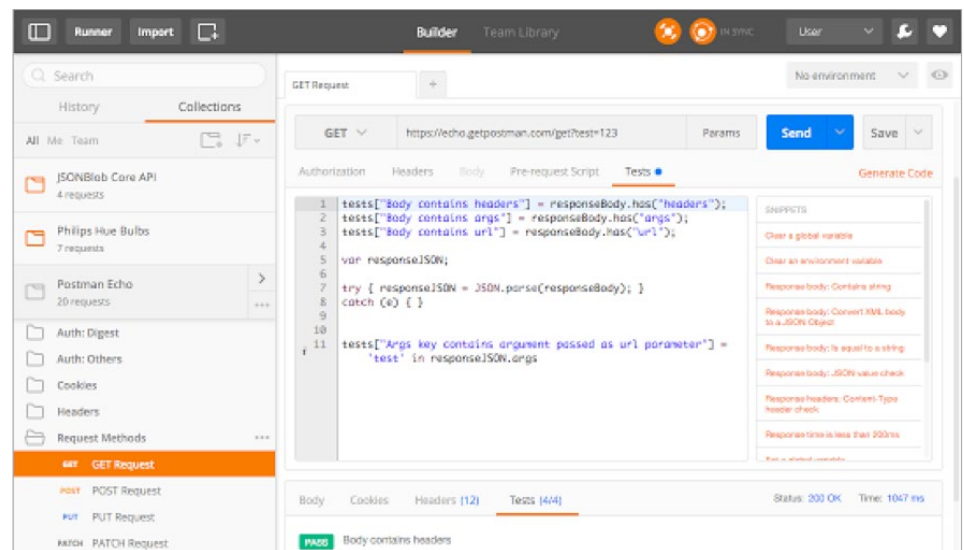 Runner Import Builder Team Library IN SYNC User
Search
History Collections
All Me Team
JSONBlob Core API
4 requests
Philips Hue Bulbs
7 requests
Postman Echo
20 requests
Auth: Digest
Auth: Others
Cookies
Headers
Request Methods
GET GET Request
POST POST Request
PUT PUT Request
PATCH PATCH Request
GET Request +
No environment
GET https://echo.getpostman.com/get?test=123 Params Send Save
Authorization Headers Body Pre-request Script Tests Generate Code
1 tests["Body contains headers"] = responseBody.has("headers");
2 tests["Body contains args"] = responseBody.has("args");
3 tests["Body contains url"] = responseBody.has("url");
4
5 var responseJSON;
6
7 try { responseJSON = JSON.parse(responseBody); }
8 catch (e) { }
9
10
i 11 tests["Args key contains argument passed as url parameter"] =
'test' in responseJSON.args
SNIPPETS
Clear a global variable
Clear an environment variable
Response body: Contains string
Response body: Convert XML body
to a JSON Object
Response body: Is equal to a string
Response body: JSON value check
Response headers: Content-Type
header check
Response time is less than 200ms
Set a global variable
Body Cookies Headers (12) Tests (4/4) Status: 200 OK Time: 1047 ms
PASS Body contains headers